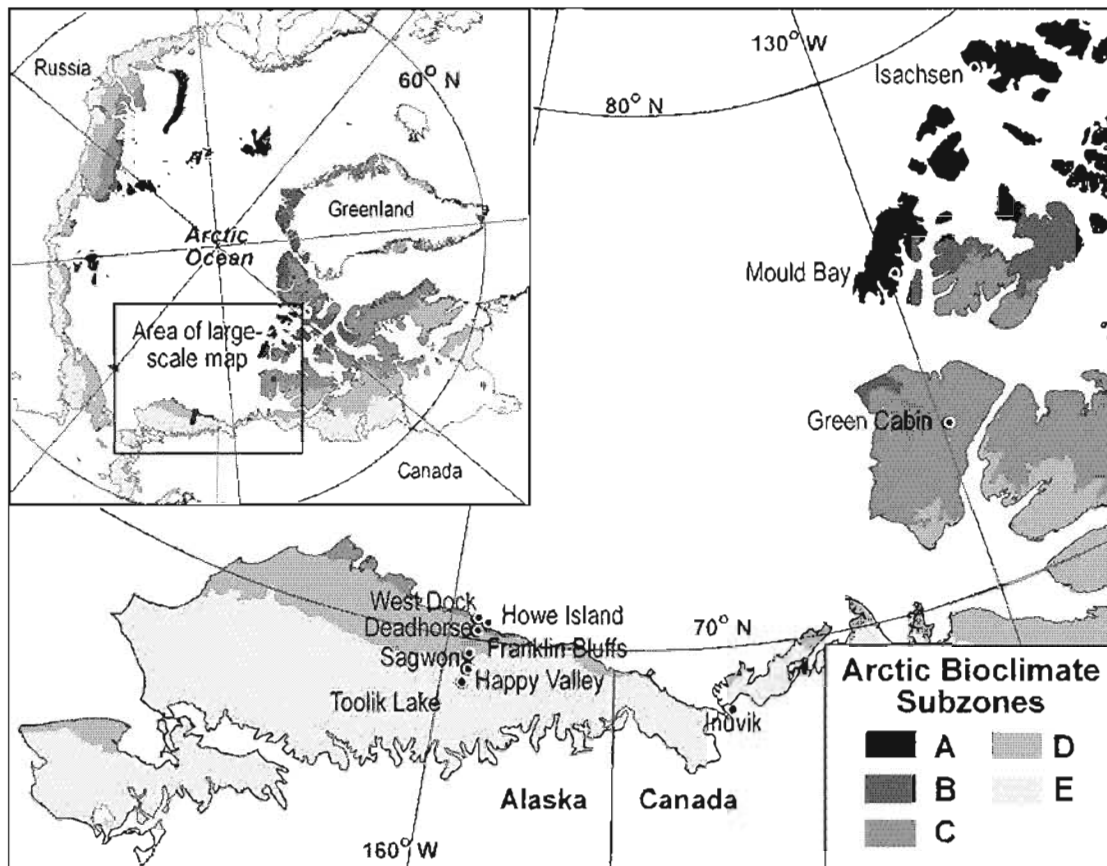 Russia
60° N
Greenland
Arctic
Ocean
Area of large-
scale map
Canada
130° W
Isachsen
80° N
Mould Bay
Green Cabin
West Dock
Howe Island
Deadhorse
70° N
Franklin Bluffs
Sagwon
Happy Valley
Toolik Lake
Inuvik
Alaska
Canada
160° W
Arctic Bioclimate
Subzones
A
D
B
E
C